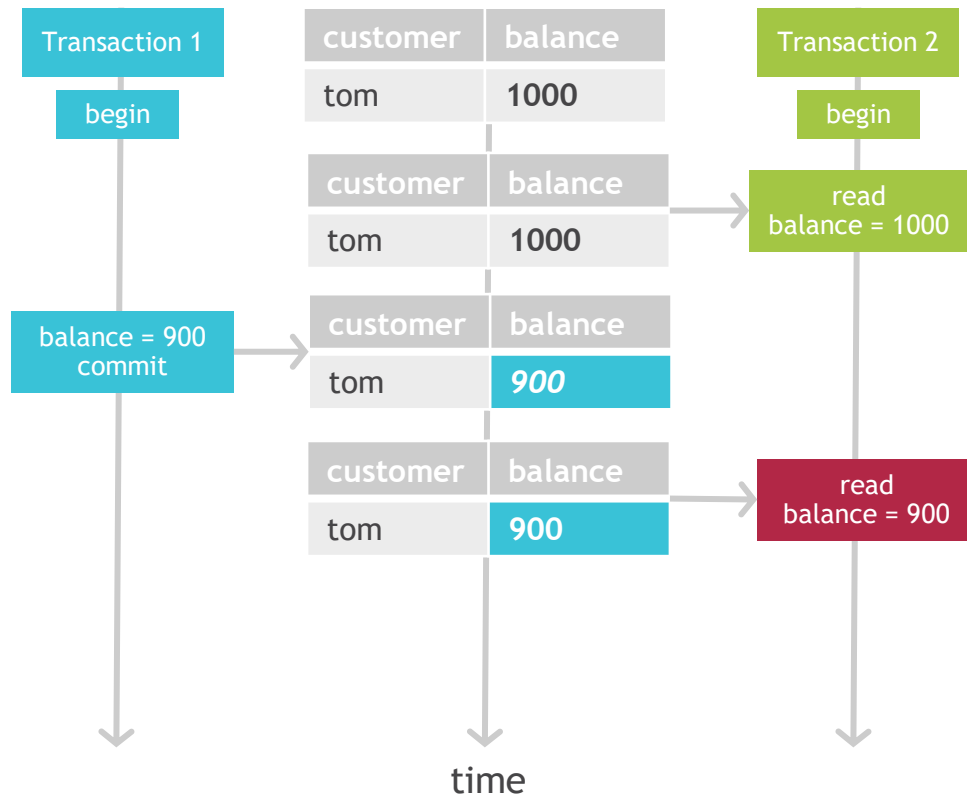 Transaction 1
customer balance
Transaction 2
tom 1000
begin
begin
customer balance
tom 1000
read
balance = 1000
balance = 900
commit
customer balance
tom 900
customer balance
tom 900
read
balance = 900
time